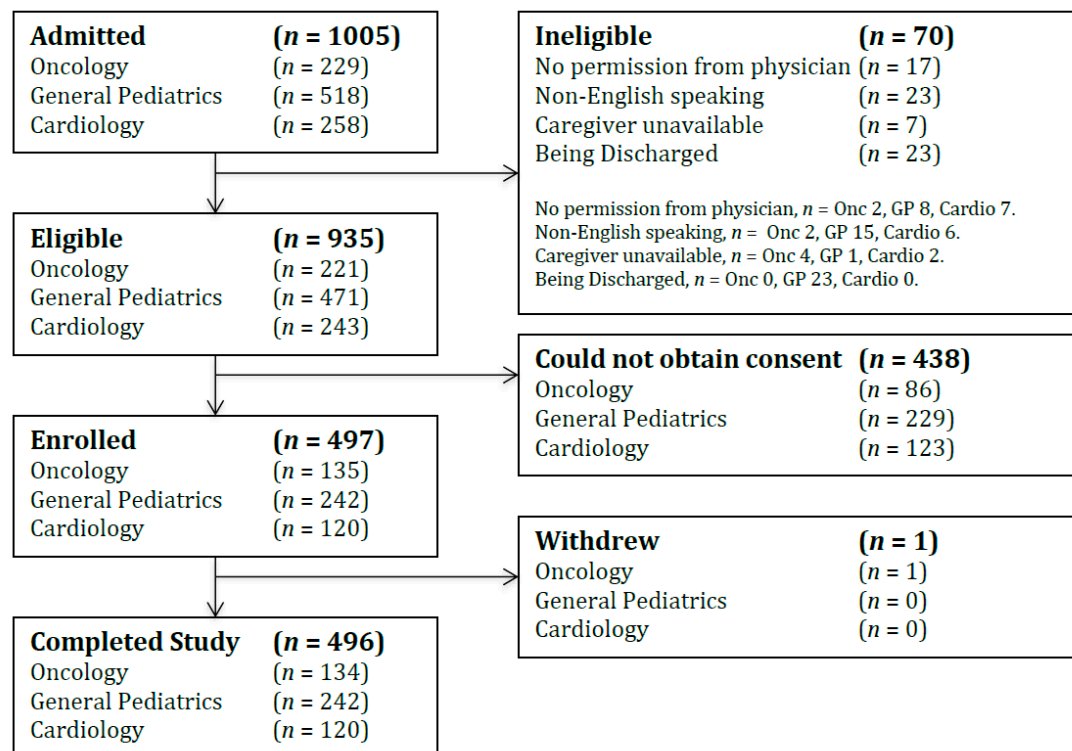 Admitted (n = 1005)
Oncology (n = 229)
General Pediatrics (n = 518)
Cardiology (n = 258)
Ineligible (n = 70)
No permission from physician (n = 17)
Non-English speaking (n = 23)
Caregiver unavailable (n = 7)
Being Discharged (n = 23)
No permission from physician, n = Onc 2, GP 8, Cardio 7.
Non-English speaking, n = Onc 2, GP 15, Cardio 6.
Caregiver unavailable, n = Onc 4, GP 1, Cardio 2.
Being Discharged, n = Onc 0, GP 23, Cardio 0.
Eligible (n = 935)
Oncology (n = 221)
General Pediatrics (n = 471)
Cardiology (n = 243)
Could not obtain consent (n = 438)
Oncology (n = 86)
General Pediatrics (n = 229)
Cardiology (n = 123)
Enrolled (n = 497)
Oncology (n = 135)
General Pediatrics (n = 242)
Cardiology (n = 120)
Withdrew (n = 1)
Oncology (n = 1)
General Pediatrics (n = 0)
Cardiology (n = 0)
Completed Study (n = 496)
Oncology (n = 134)
General Pediatrics (n = 242)
Cardiology (n = 120)